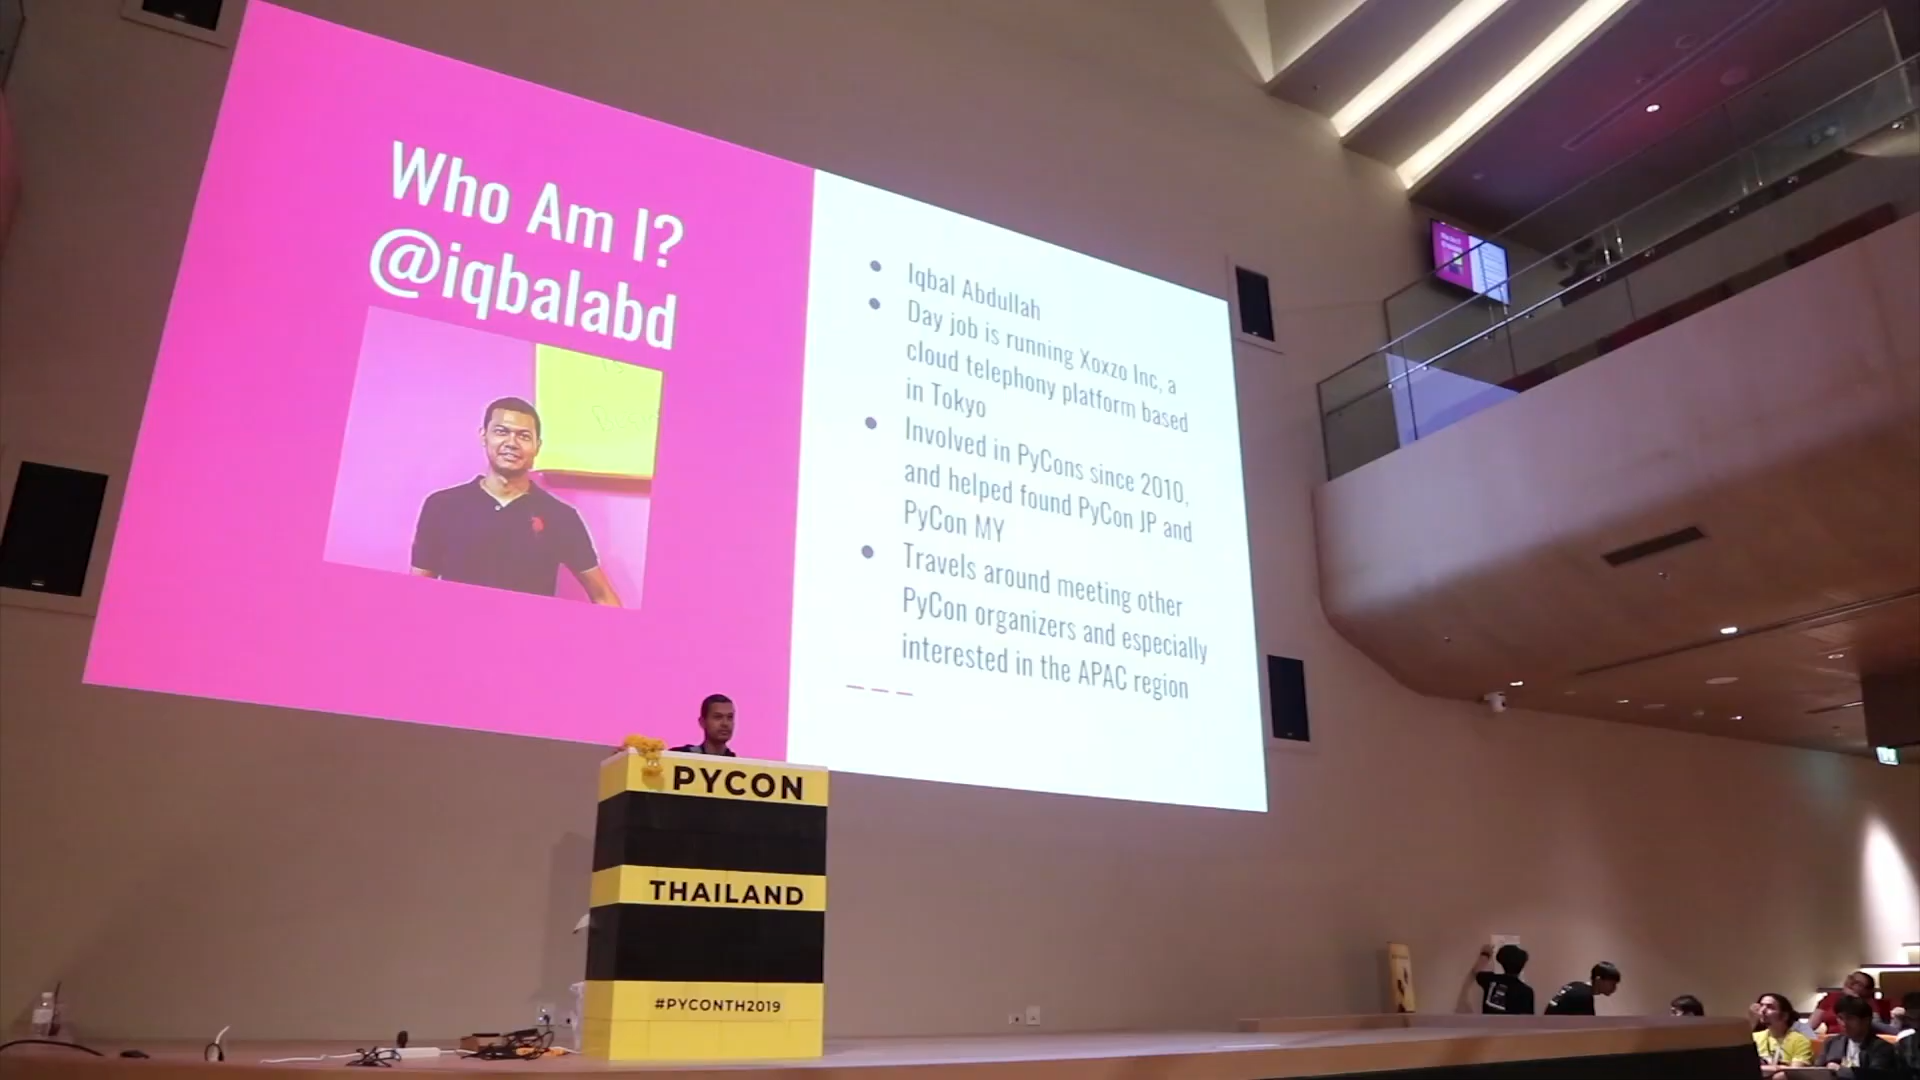 Who Am I?
@iqbalabd
Iqbal Abdullah
Day job is running Xoxzo Inc, a
cloud telephony platform based
in Tokyo
Involved in PyCons since 2010,
and helped found PyCon JP and
PyCon MY
Travels around meeting other
PyCon organizers and especially
interested in the APAC region
PYCON
THAILAND
#PYCONTH2019